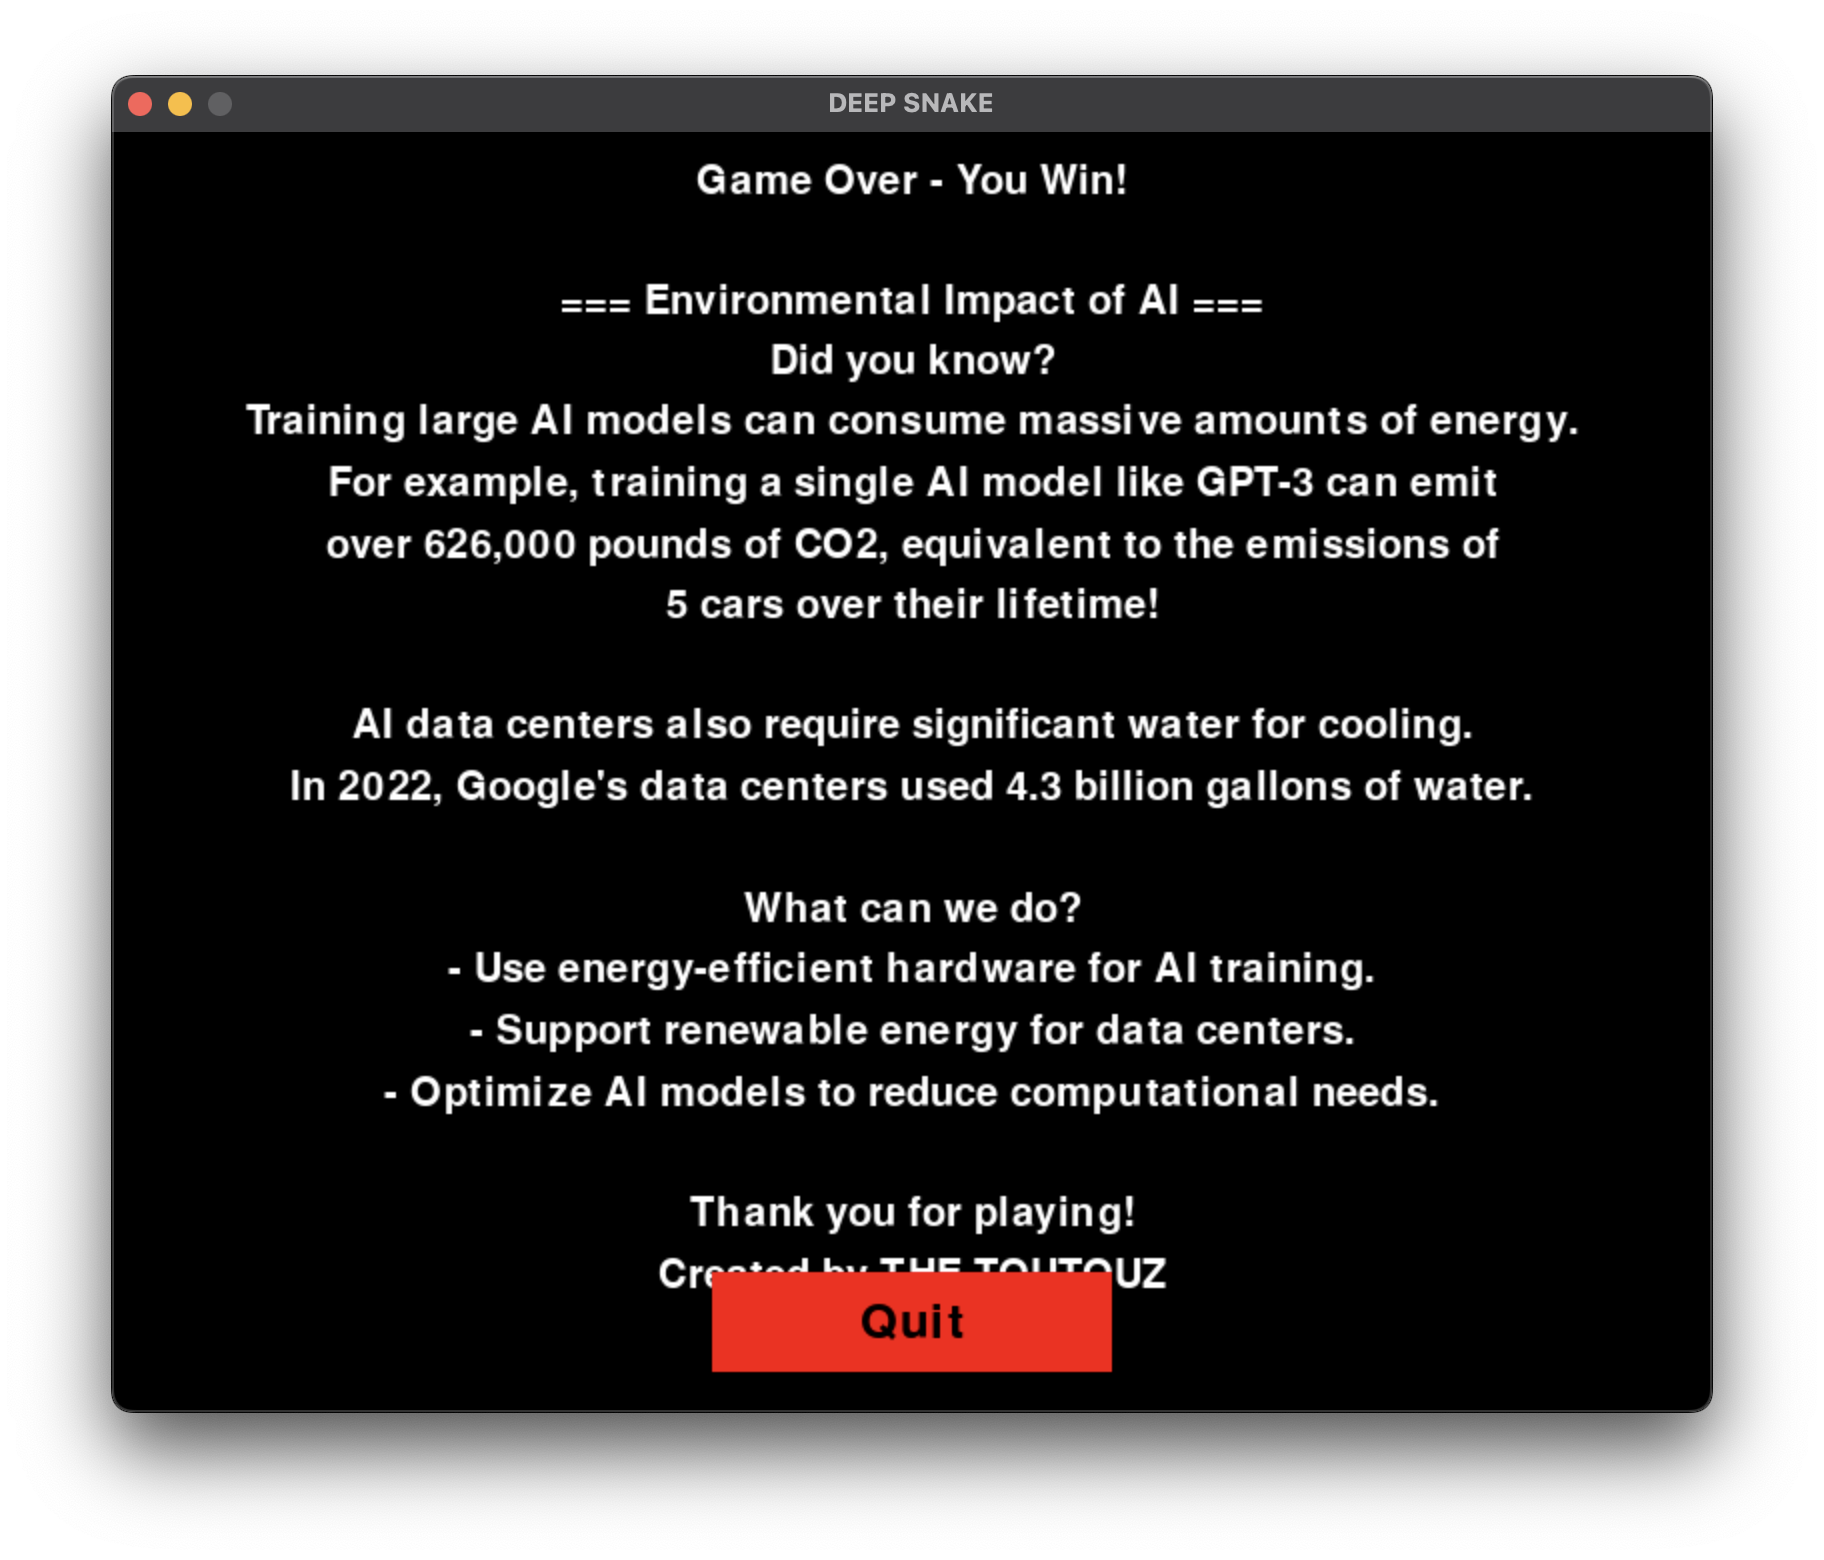 DEEP SNAKE
Game Over - You Win!
=== Environmental Impact of AI ===
Did you know?
Training large AI models can consume massive amounts of energy.
For example, training a single AI model like GPT-3 can emit
over 626,000 pounds of CO2, equivalent to the emissions of
5 cars over their lifetime!
AI data centers also require significant water for cooling.
In 2022, Google's data centers used 4.3 billion gallons of water.
What can we do?
- Use energy-efficient hardware for AI training.
- Support renewable energy for data centers.
- Optimize AI models to reduce computational needs.
Thank you for playing!
Created by THE TOUTOUZ
Quit